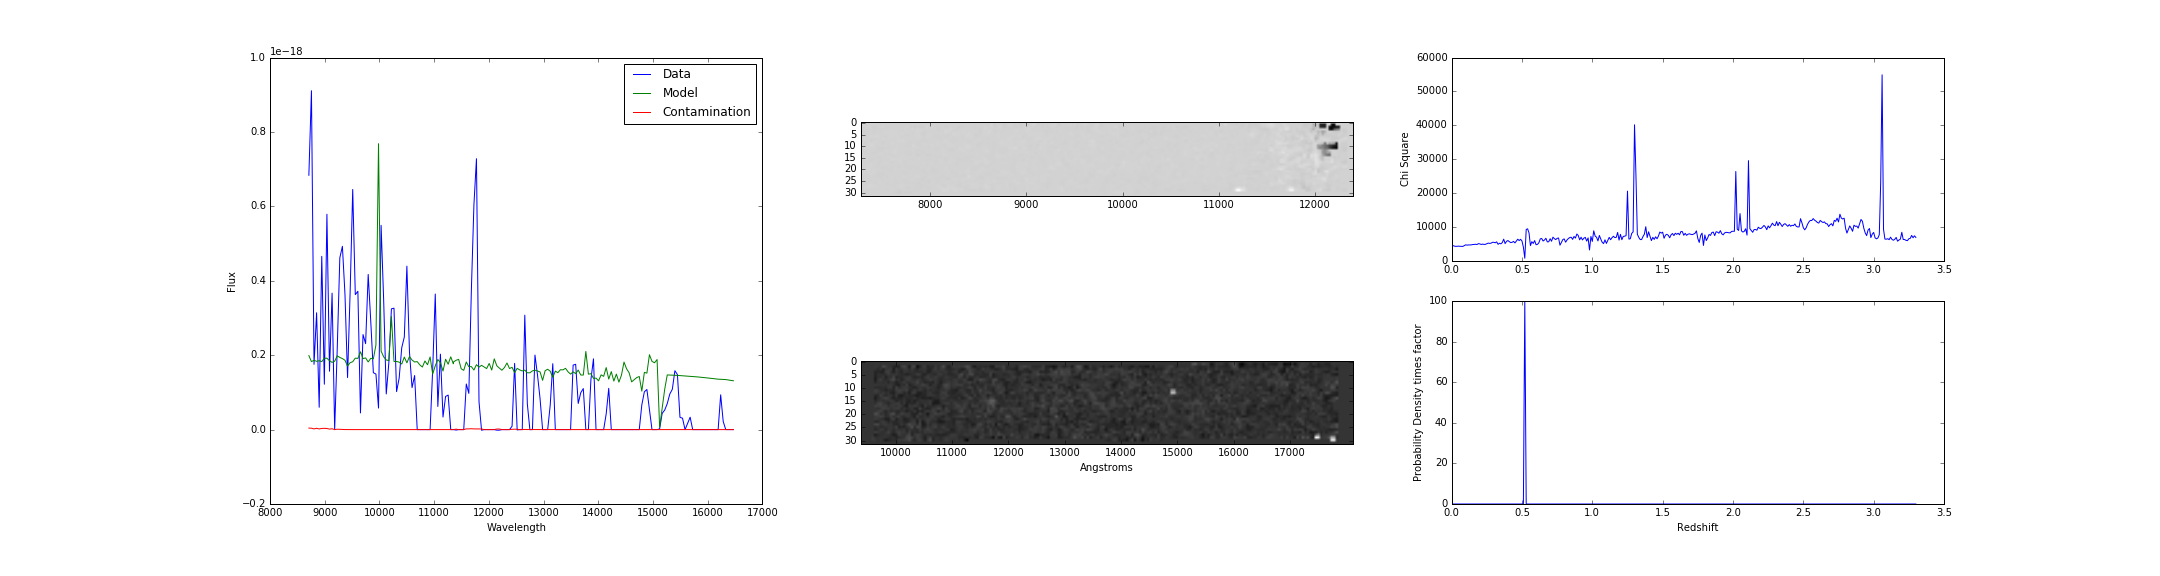 1e−18
1.0
0.8
0.6
0.4
0.2
0.0
−0.2
Flux
8000 9000 10000 11000 12000 13000 14000 15000 16000 17000
Wavelength
Data
Model
Contamination
0
5
10
15
20
25
30
8000 9000 10000 11000 12000
0
5
10
15
20
25
30
10000 11000 12000 13000 14000 15000 16000 17000
Angstroms
60000
50000
40000
30000
20000
10000
0
Chi Square
0.0 0.5 1.0 1.5 2.0 2.5 3.0 3.5
100
80
60
40
20
0
Probability Density times factor
0.0 0.5 1.0 1.5 2.0 2.5 3.0 3.5
Redshift